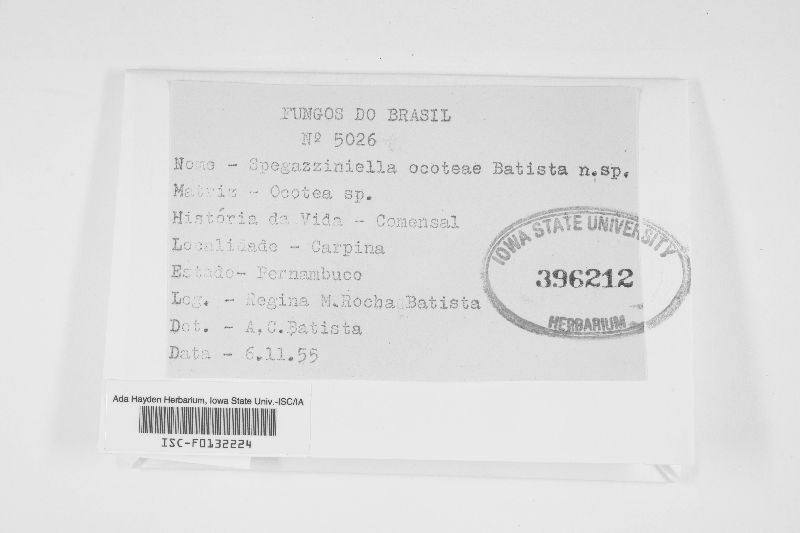 FUNGOS DO BRASIL
Nº 5026
Nome - Spegazziniella ocoteae Batista n.sp.
Matriz - Ocotea sp.
História da Vida - Comensal
Localidade - Carpina
Estado- Pernambuco
Leg. - Regina M.Rocha Batista
Det. - A.C.Batista
Data - 6.11.55
IOWA STATE UNIVERSITY
396212
HERBARIUM
Ada Hayden Herbarium, Iowa State Univ.-ISC/IA
ISC-F0132224